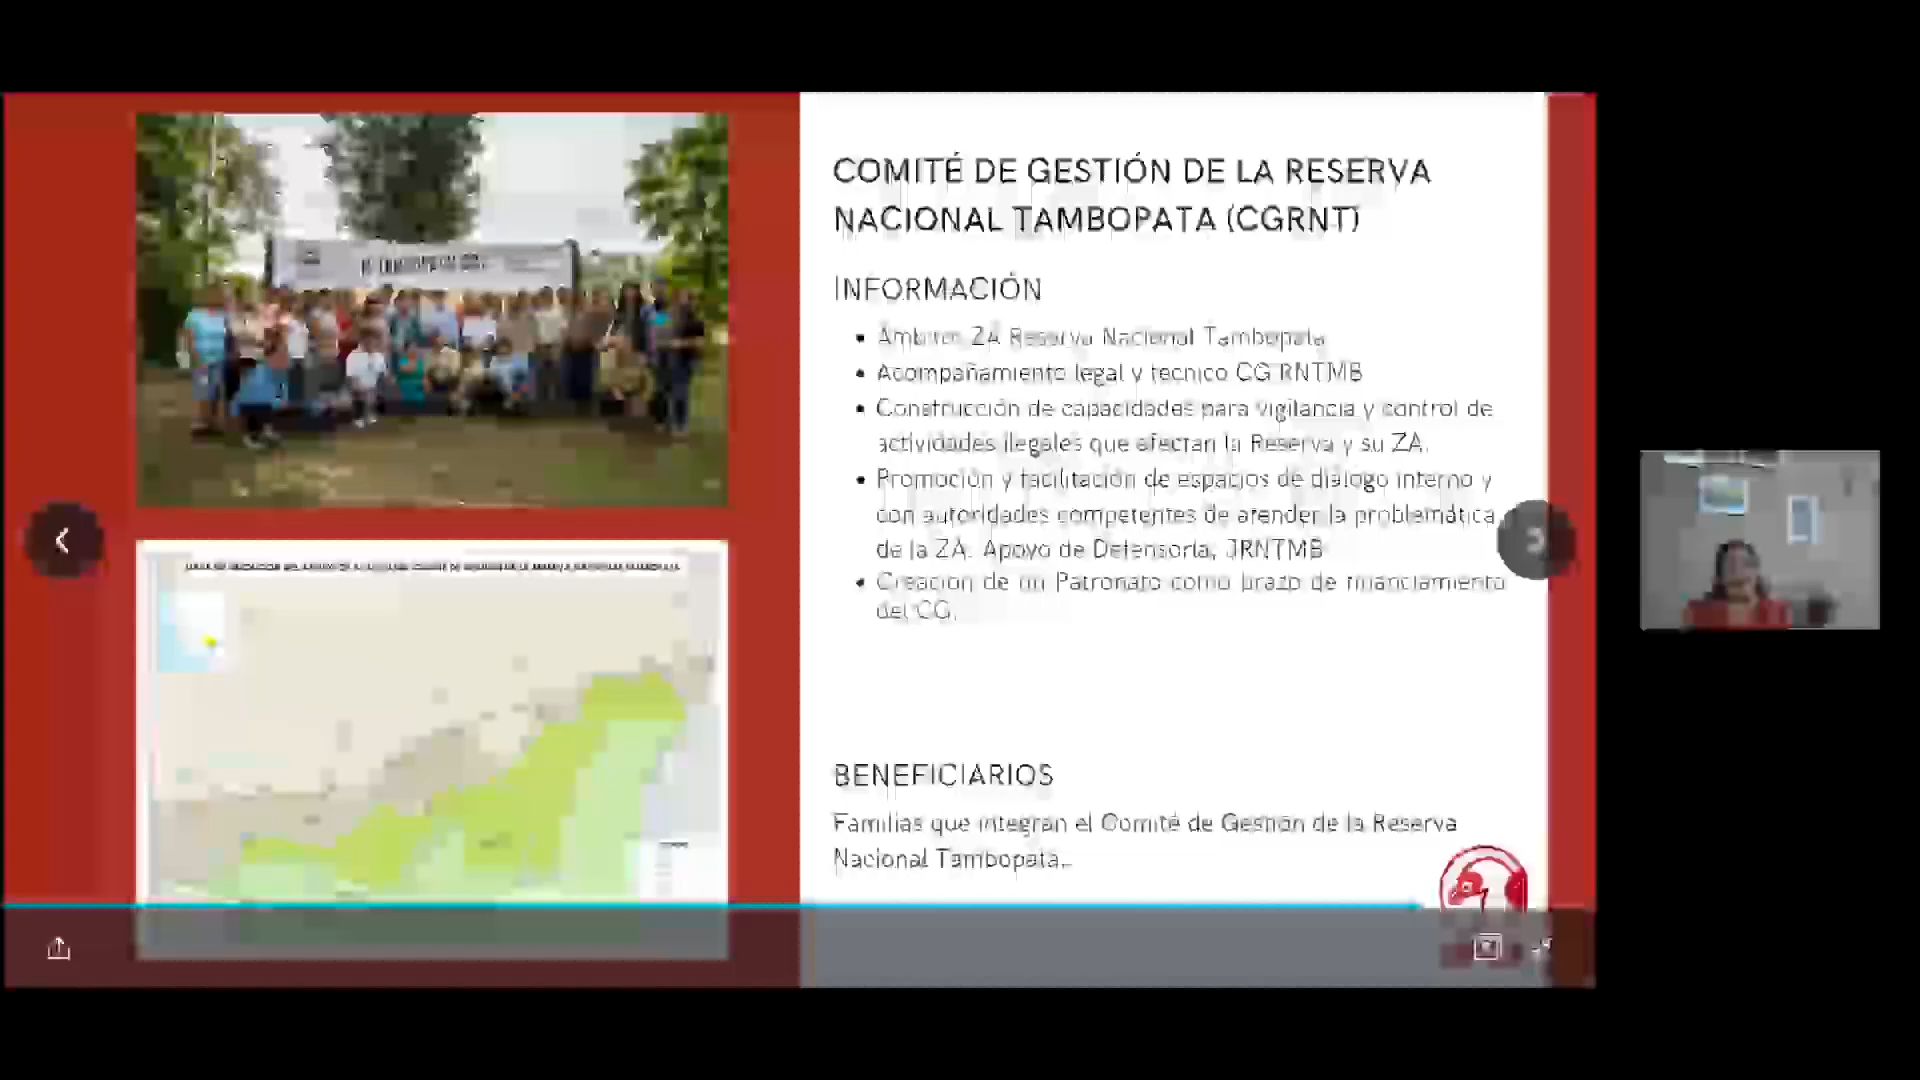 COMITÉ DE GESTIÓN DE LA RESERVA
NACIONAL TAMBOPATA (CGRNT)
INFORMACIÓN
• Ámbito: ZA Reserva Nacional Tambopata
• Acompañamiento legal y técnico CG RNTMB
• Construcción de capacidades para vigilancia y control de
actividades ilegales que afectan la Reserva y su ZA.
• Promoción y facilitación de espacios de diálogo interno y
con autoridades competentes de atender la problemática
de la ZA. Apoyo de Defensoría, JRNTMB
• Creación de un Patronato como brazo de financiamiento
del CG.
BENEFICIARIOS
Familias que integran el Comité de Gestión de la Reserva
Nacional Tambopata.